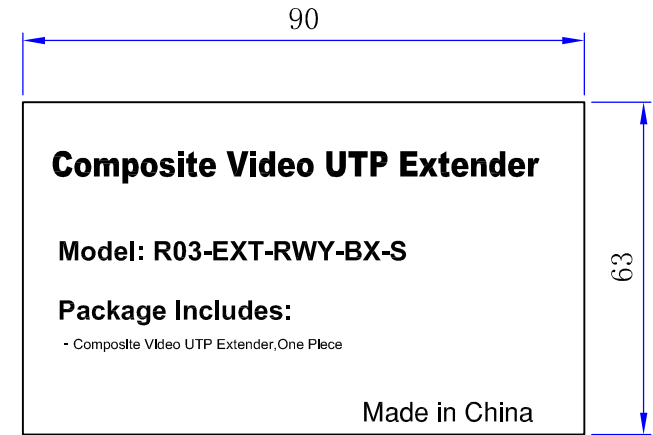 90
Composite Video UTP Extender
63
Model: R03-EXT-RWY-BX-S
Package Includes:
- Composite Video UTP Extender,One Piece
Made in China